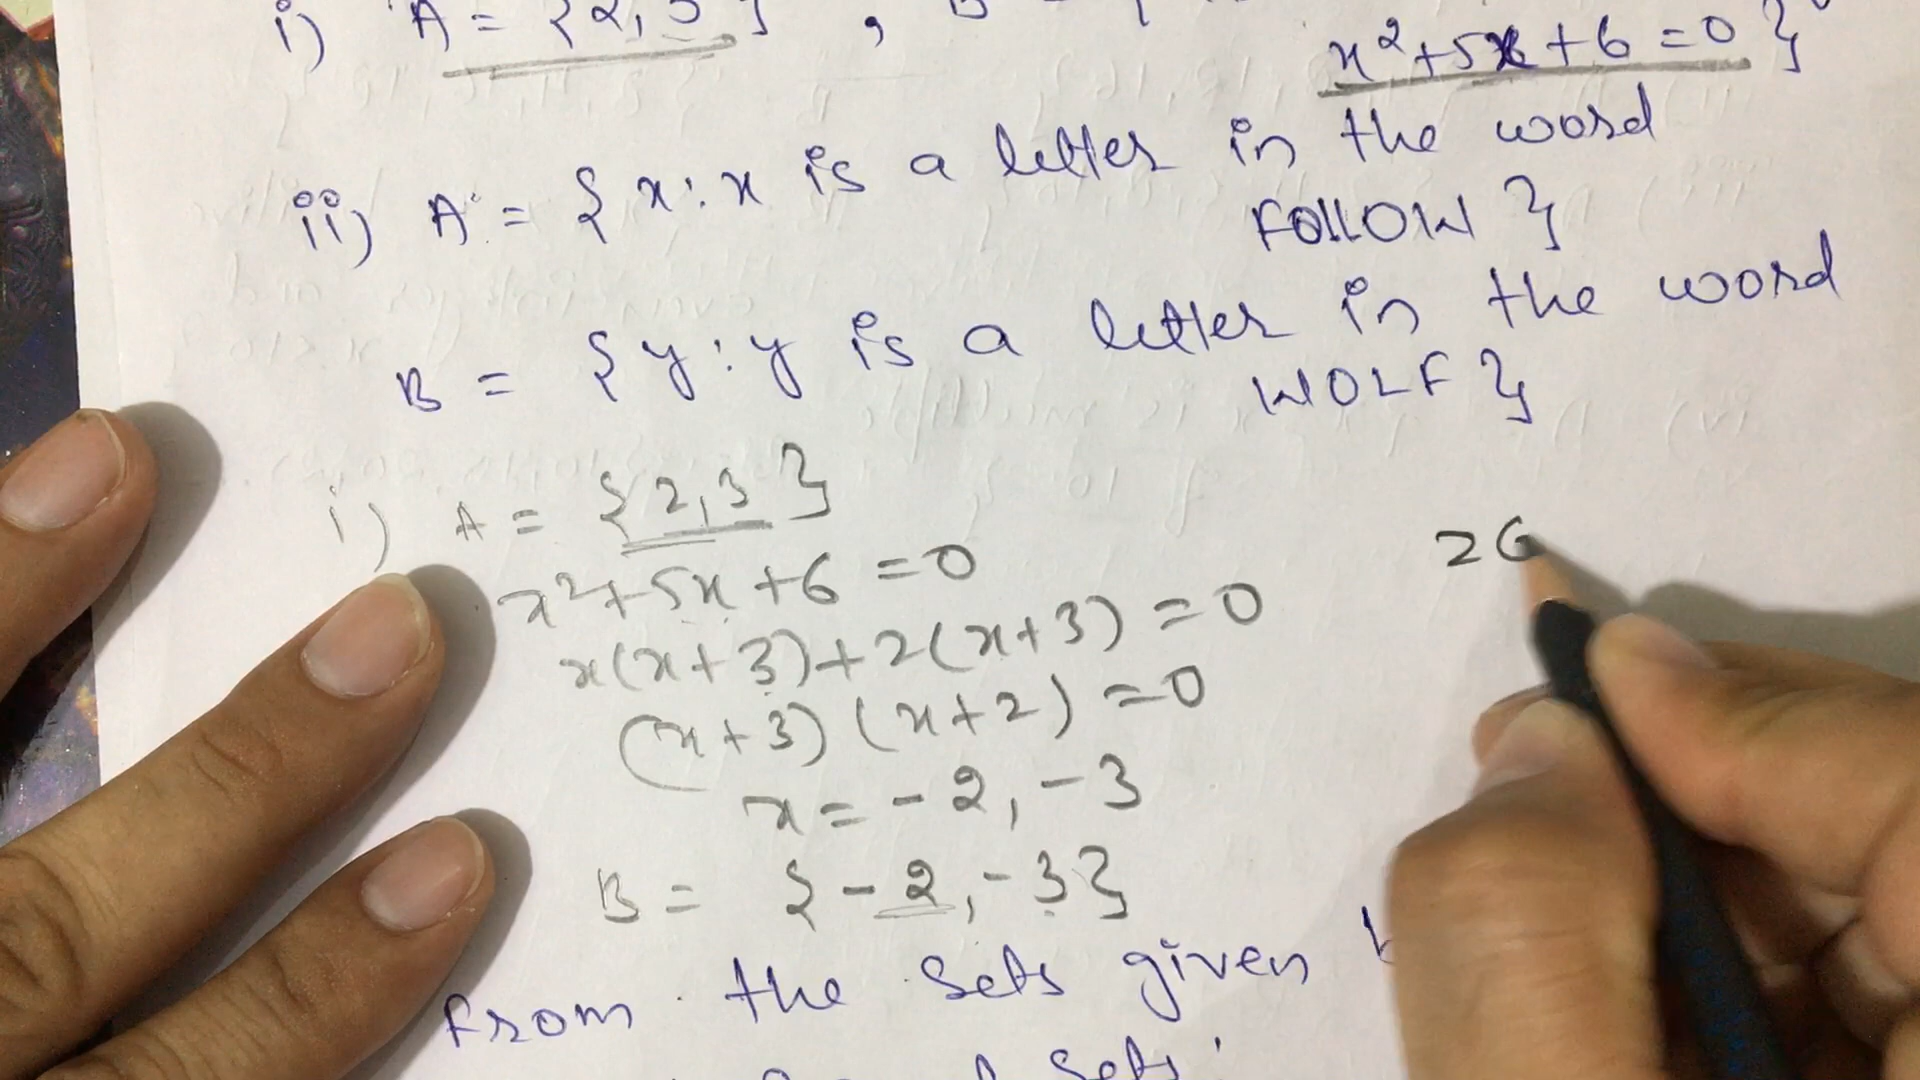 i) A = {2,3} , B = {
x²+5x+6=0}
ii) A = { x : x is a letter in the word
FOLLOW }
B = { y : y is a letter in the word
WOLF }
i) A = {2,3}
x²+5x+6 =0
x(x+3)+2(x+3) =0
(x+3) (x+2) =0
x = -2, -3
B = {-2, -3}
From the sets given
sets:
26